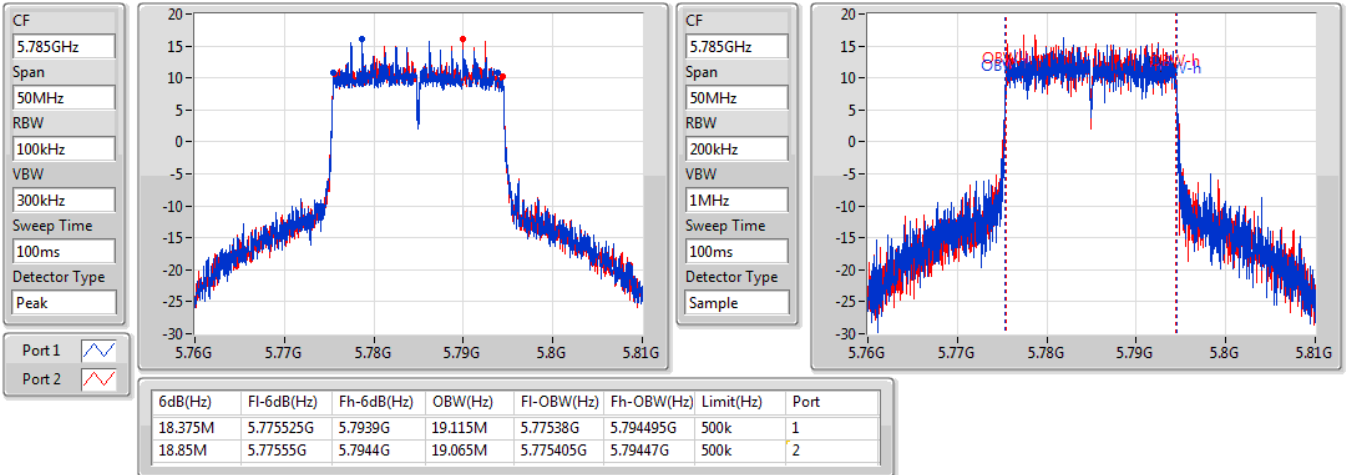 CF
5.785GHz
Span
50MHz
RBW
100kHz
VBW
300kHz
Sweep Time
100ms
Detector Type
Peak
Port 1
Port 2
20
15
10
5
0
-5
-10
-15
-20
-25
-30
5.76G 5.77G 5.78G 5.79G 5.8G 5.81G
CF
5.785GHz
Span
50MHz
RBW
200kHz
VBW
1MHz
Sweep Time
100ms
Detector Type
Sample
20
15
10
5
0
-5
-10
-15
-20
-25
-30
5.76G 5.77G 5.78G 5.79G 5.8G 5.81G
6dB(Hz) Fl-6dB(Hz) Fh-6dB(Hz) OBW(Hz) Fl-OBW(Hz) Fh-OBW(Hz) Limit(Hz) Port
18.375M 5.775525G 5.7939G 19.115M 5.77538G 5.794495G 500k 1
18.85M 5.77555G 5.7944G 19.065M 5.775405G 5.79447G 500k 2